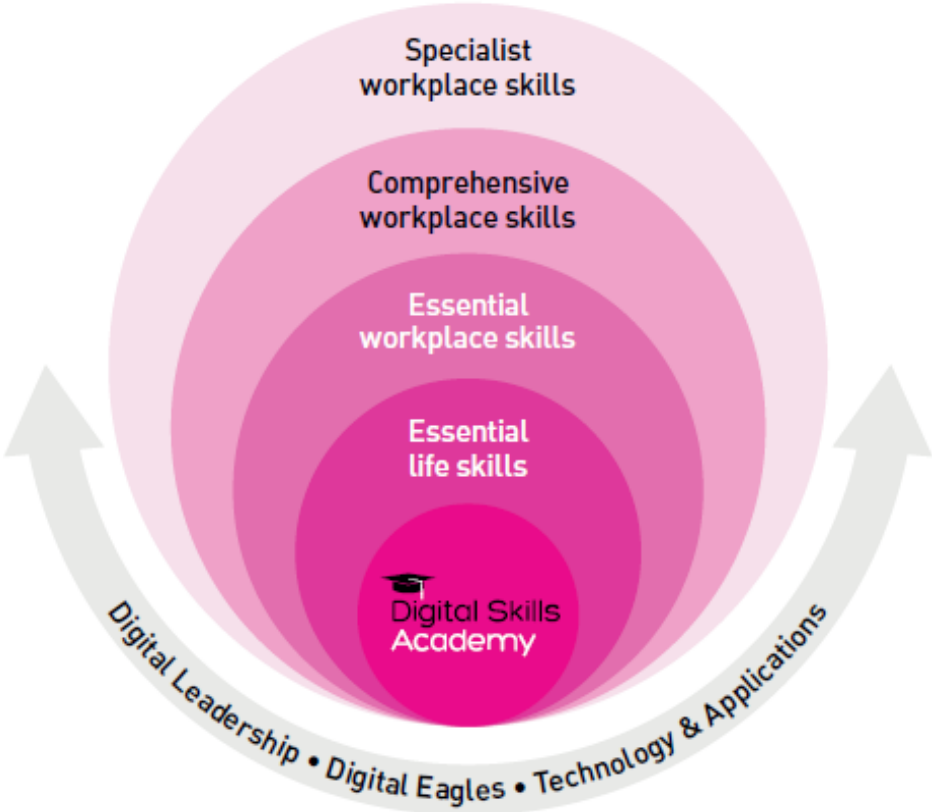 Specialist
workplace skills
Comprehensive
workplace skills
Essential
workplace skills
Essential
life skills
Digital Skills
Academy
Digital Leadership • Digital Eagles • Technology & Applications